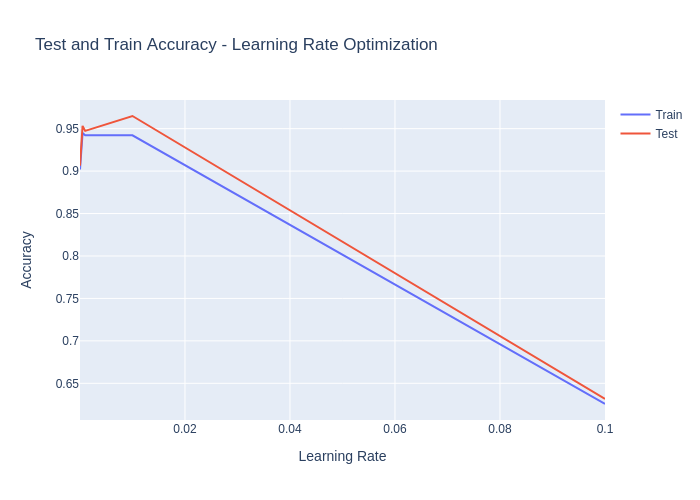 Test and Train Accuracy - Learning Rate Optimization
Train
Test
0.95
0.9
0.85
0.8
0.75
0.7
0.65
Accuracy
0.02
0.04
0.06
0.08
0.1
Learning Rate